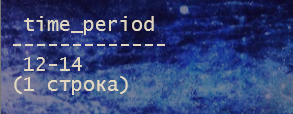 time_period
-------------
12-14
(1 строка)